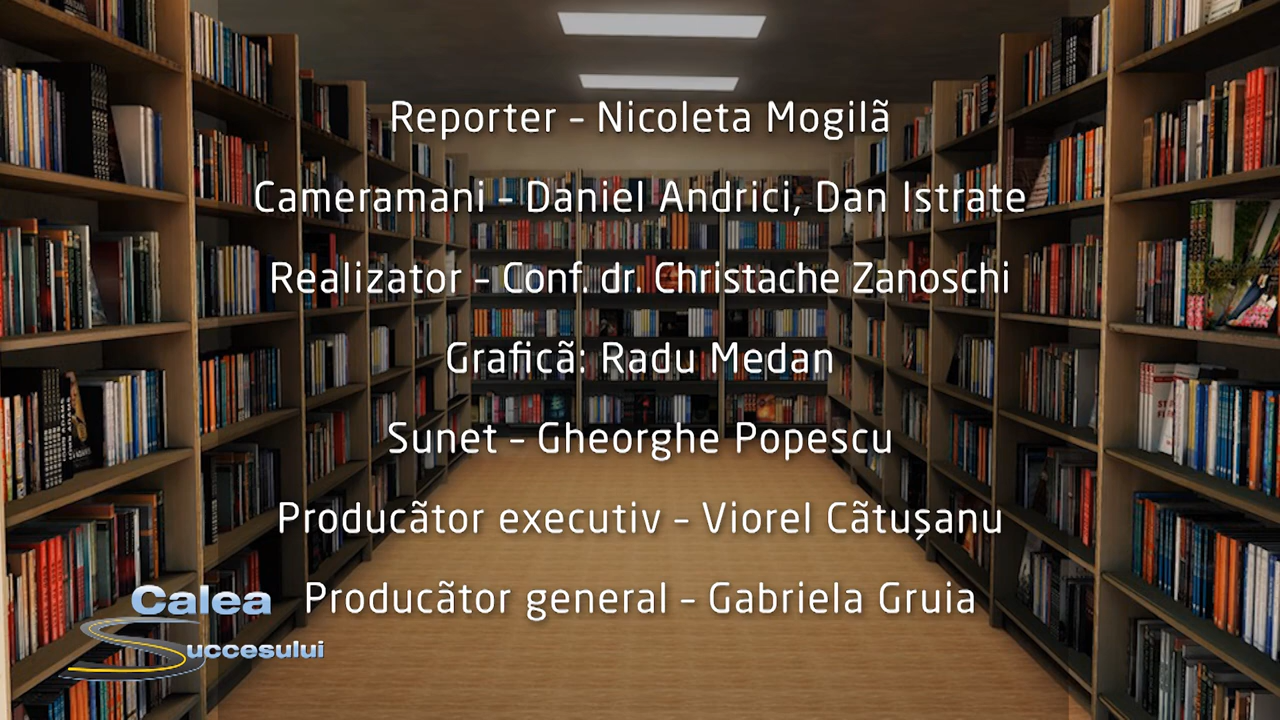 Reporter – Nicoleta Mogilã
Cameramani – Daniel Andrici, Dan Istrate
Realizator – Conf. dr. Christache Zanoschi
Graficã: Radu Medan
Sunet – Gheorghe Popescu
Producãtor executiv – Viorel Cãtușanu
Producãtor general – Gabriela Gruia
Calea
Succesului